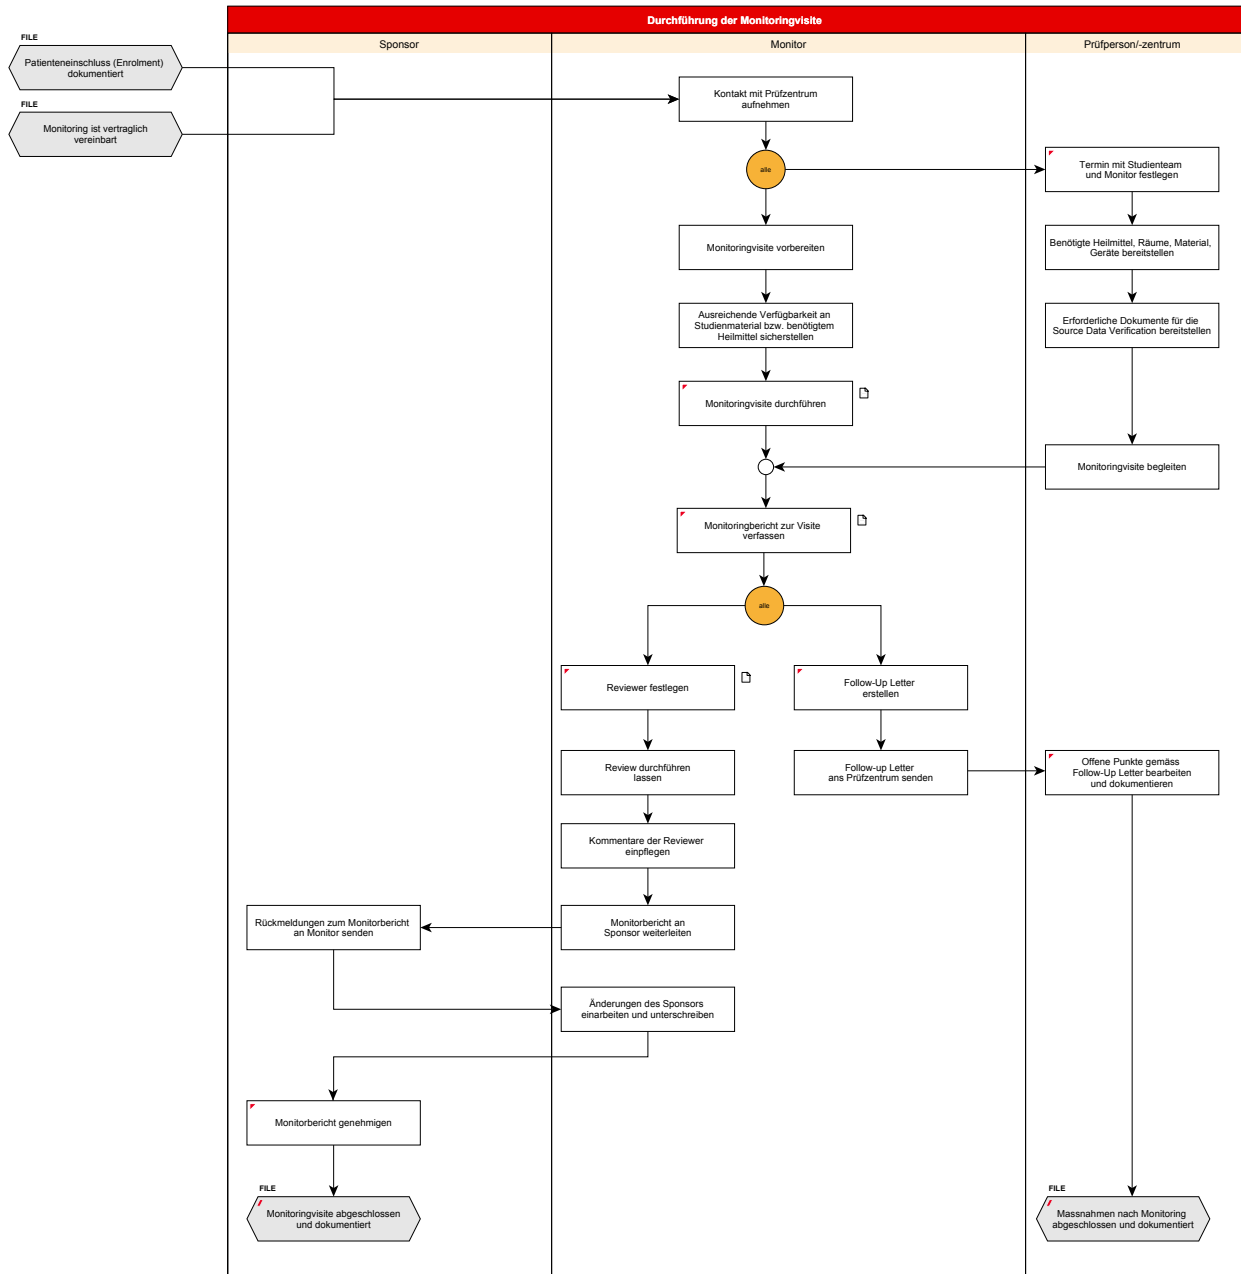 Durchführung der Monitoringvisite
Sponsor
Monitor
Prüfperson/-zentrum
FILE
Patienteneinschluss (Enrolment)
dokumentiert
FILE
Monitoring ist vertraglich
vereinbart
Kontakt mit Prüfzentrum
aufnehmen
alle
Termin mit Studienteam
und Monitor festlegen
Monitoringvisite vorbereiten
Benötigte Heilmittel, Räume, Material,
Geräte bereitstellen
Ausreichende Verfügbarkeit an
Studienmaterial bzw. benötigtem
Heilmittel sicherstellen
Erforderliche Dokumente für die
Source Data Verification bereitstellen
Monitoringvisite durchführen
Monitoringvisite begleiten
Monitoringbericht zur Visite
verfassen
alle
Reviewer festlegen
Follow-Up Letter
erstellen
Review durchführen
lassen
Follow-up Letter
ans Prüfzentrum senden
Offene Punkte gemäss
Follow-Up Letter bearbeiten
und dokumentieren
Kommentare der Reviewer
einpflegen
Rückmeldungen zum Monitorbericht
an Monitor senden
Monitorbericht an
Sponsor weiterleiten
Änderungen des Sponsors
einarbeiten und unterschreiben
Monitorbericht genehmigen
FILE
Monitoringvisite abgeschlossen
und dokumentiert
FILE
Massnahmen nach Monitoring
abgeschlossen und dokumentiert